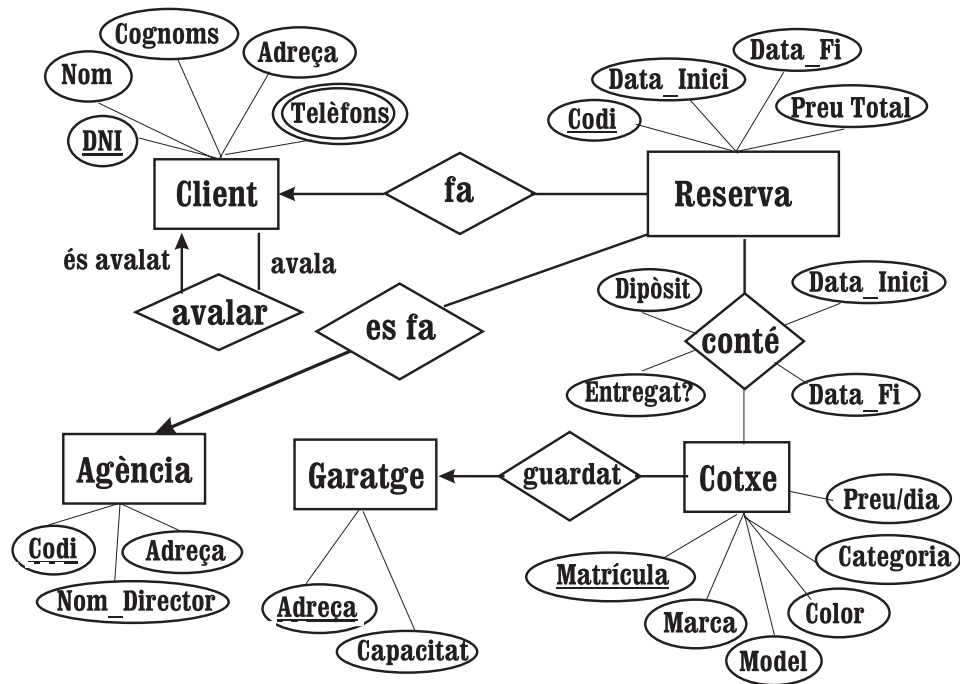 Cognoms
Adreça
Nom
Telèfons
DNI
Client
fa
Data_Fi
Data_Inici
Preu Total
Codi
Reserva
és avalat
avala
avalar
es fa
Dipòsit
Data_Inici
conté
Entregat?
Data_Fi
Agència
Garatge
guardat
Cotxe
Preu/dia
Codi
Adreça
Nom_Director
Adreça
Capacitat
Matrícula
Categoria
Marca
Color
Model